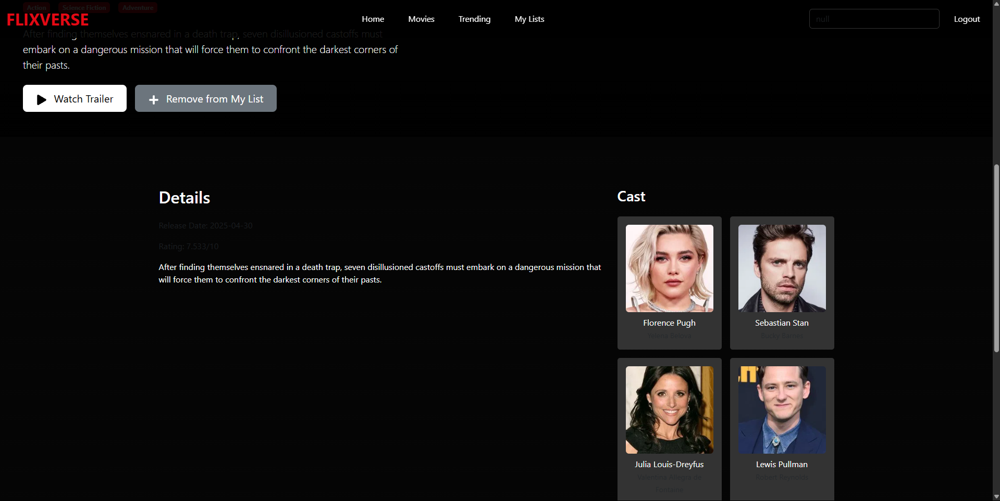 Action Science Fiction Adventure
FLIXVERSE Home Movies Trending My Lists null Logout
After finding themselves ensnared in a death trap, seven disillusioned castoffs must
embark on a dangerous mission that will force them to confront the darkest corners of
their pasts.
Watch Trailer Remove from My List
Details
Release Date: 2025-04-30
Rating: 7.533/10
After finding themselves ensnared in a death trap, seven disillusioned castoffs must embark on a dangerous mission that
will force them to confront the darkest corners of their pasts.
Cast
Florence Pugh
Yelena Belova
Sebastian Stan
Bucky Barnes
Julia Louis-Dreyfus
Valentina Allegra de
Fontaine
Lewis Pullman
Robert Reynolds